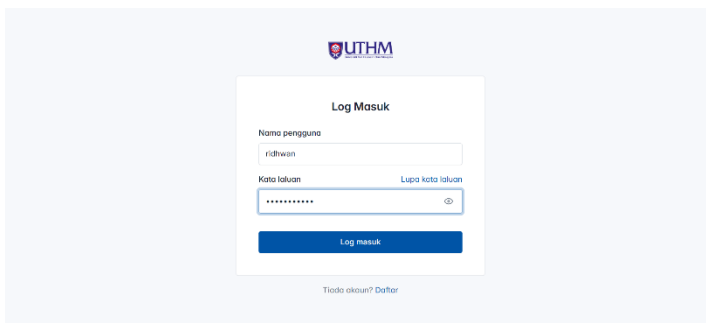 UTHM
Log Masuk
Nama pengguna
ridhwan
Kata laluan Lupa kata laluan
•••••••••••
Log masuk
Tiada akaun? Daftar